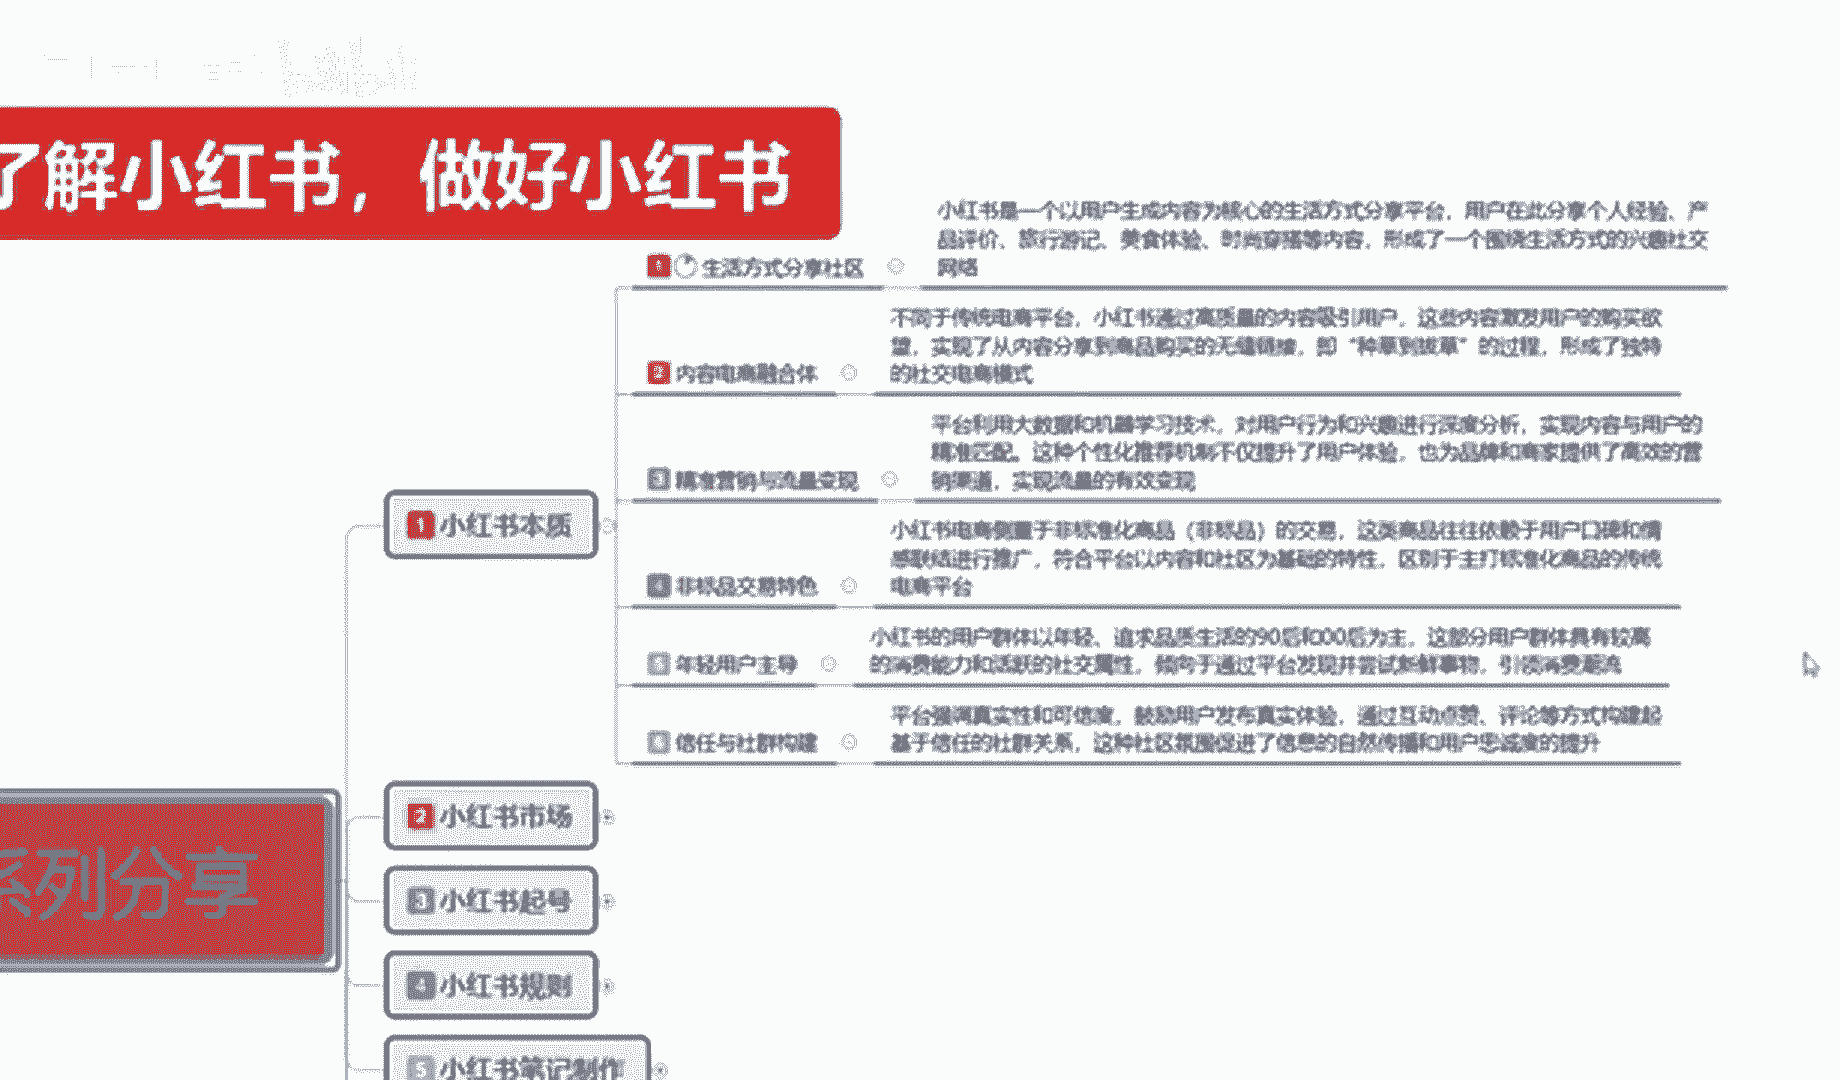 了解小红书，做好小红书
小红书是一个以用户生成内容为核心的生活方式分享平台，用户在此分享个人经验、产
品评价、旅行游记、美食体验、时尚穿搭等内容，形成了一个围绕生活方式的兴趣社交
网络
1 生活方式分享社区
不同于传统电商平台，小红书通过高质量的内容吸引用户，这些内容激发用户的购买欲
望，实现了从内容分享到商品购买的无缝链接，即“种草到拔草”的过程，形成了独特
的社交电商模式
2 内容电商融合体
平台利用大数据和机器学习技术，对用户行为和兴趣进行深度分析，实现内容与用户的
精准匹配。这种个性化推荐机制不仅提升了用户体验，也为品牌和商家提供了高效的营
销渠道，实现流量的有效变现
3 精准营销与流量变现
1 小红书本质
小红书电商侧重于非标准化商品（非标品）的交易，这类商品往往依赖于用户口碑和情
感联结进行推广，符合平台以内容和社区为基础的特性，区别于主打标准化商品的传统
电商平台
4 非标品交易特色
小红书的用户群体以年轻、追求品质生活的90后和00后为主，这部分用户群体具有较高
的消费能力和活跃的社交属性，倾向于通过平台发现并尝试新鲜事物，引领消费潮流
5 年轻用户主导
平台强调真实性和可信度，鼓励用户发布真实体验，通过互动点赞、评论等方式构建起
基于信任的社群关系，这种社区氛围促进了信息的自然传播和用户忠诚度的提升
6 信任与社群构建
2 小红书市场
系列分享
3 小红书起号
4 小红书规则
5 小红书笔记制作